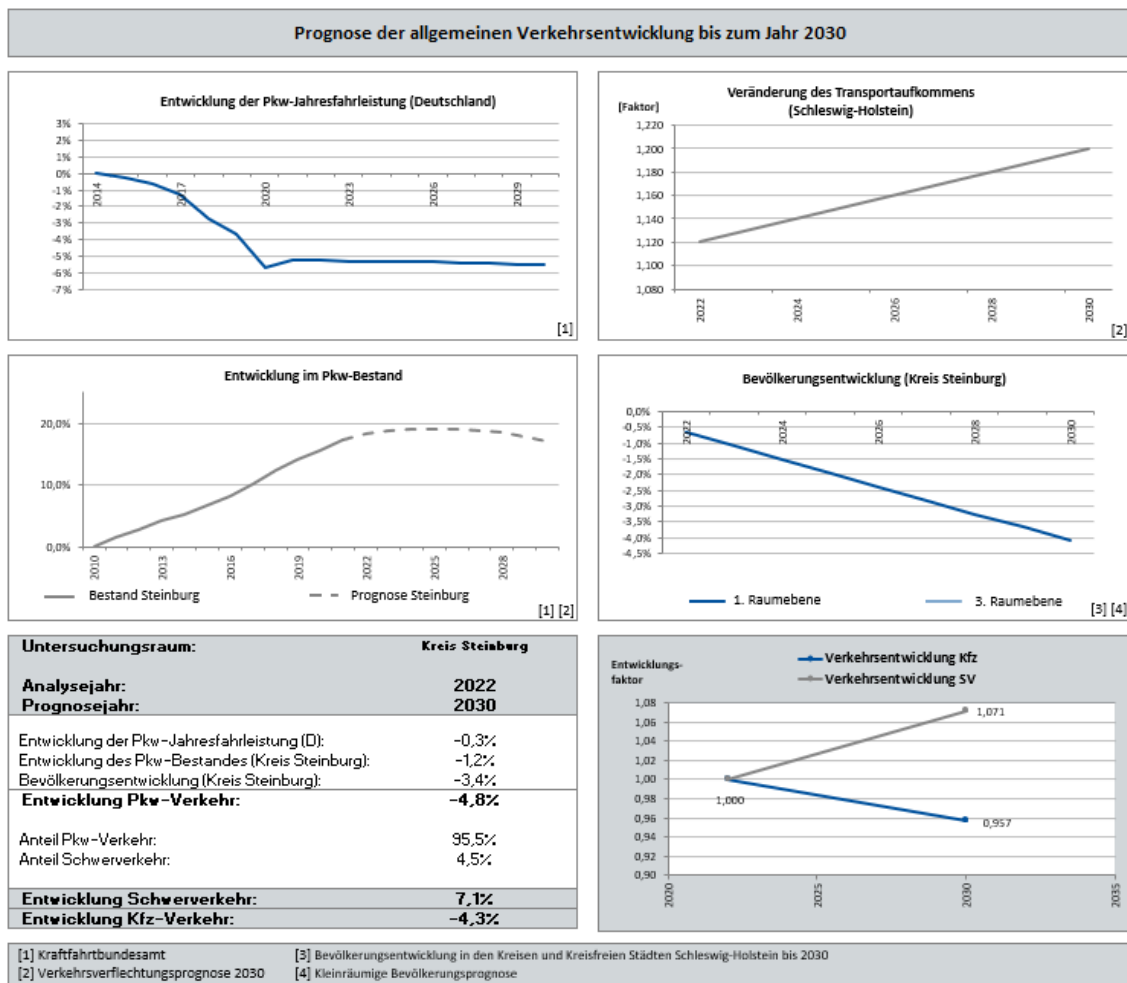 Prognose der allgemeinen Verkehrsentwicklung bis zum Jahr 2030
Entwicklung der Pkw-Jahresfahrleistung (Deutschland)
3%
2%
1%
0%
-1%
-2%
-3%
-4%
-5%
-6%
-7%
2014
2017
2020
2023
2026
2029
[1]
Veränderung des Transportaufkommens
(Schleswig-Holstein)
[Faktor]
1,220
1,200
1,180
1,160
1,140
1,120
1,100
1,080
2022
2024
2026
2028
2030
[2]
Entwicklung im Pkw-Bestand
20,0%
10,0%
0,0%
2010
2013
2016
2019
2022
2025
2028
Bestand Steinburg
Prognose Steinburg
[1] [2]
Bevölkerungsentwicklung (Kreis Steinburg)
0,0%
-0,5%
-1,0%
-1,5%
-2,0%
-2,5%
-3,0%
-3,5%
-4,0%
-4,5%
2022
2024
2026
2028
2030
1. Raumebene
3. Raumebene
[3] [4]
Untersuchungsraum: Kreis Steinburg
Analysejahr: 2022
Prognosejahr: 2030
Entwicklung der Pkw-Jahresfahrleistung (D): -0,3%
Entwicklung des Pkw-Bestandes (Kreis Steinburg): -1,2%
Bevölkerungsentwicklung (Kreis Steinburg): -3,4%
Entwicklung Pkw-Verkehr: -4,8%
Anteil Pkw-Verkehr: 95,5%
Anteil Schwerverkehr: 4,5%
Entwicklung Schwerverkehr: 7,1%
Entwicklung Kfz-Verkehr: -4,3%
Entwicklungs-
faktor
Verkehrsentwicklung Kfz
Verkehrsentwicklung SV
1,08
1,06
1,04
1,02
1,00
0,98
0,96
0,94
0,92
0,90
1,071
1,000
0,957
2020
2025
2030
2035
[1] Kraftfahrtbundesamt
[2] Verkehrsverflechtungsprognose 2030
[3] Bevölkerungsentwicklung in den Kreisen und Kreisfreien Städten Schleswig-Holstein bis 2030
[4] Kleinräumige Bevölkerungsprognose